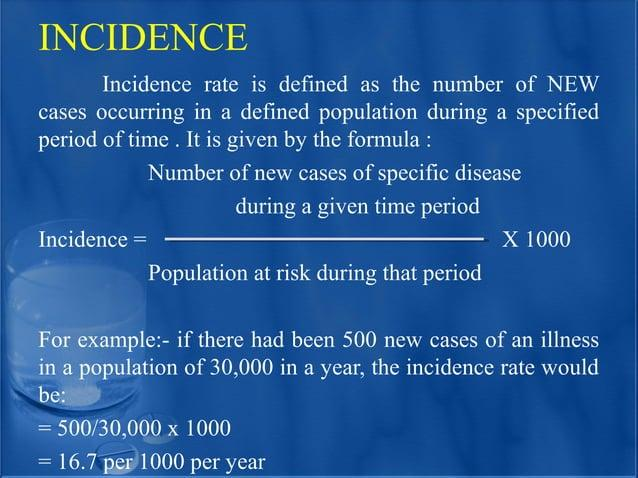 INCIDENCE
Incidence rate is defined as the number of NEW
cases occurring in a defined population during a specified
period of time . It is given by the formula :
Number of new cases of specific disease
during a given time period
Incidence = X 1000
Population at risk during that period
For example:- if there had been 500 new cases of an illness
in a population of 30,000 in a year, the incidence rate would
be:
= 500/30,000 x 1000
= 16.7 per 1000 per year